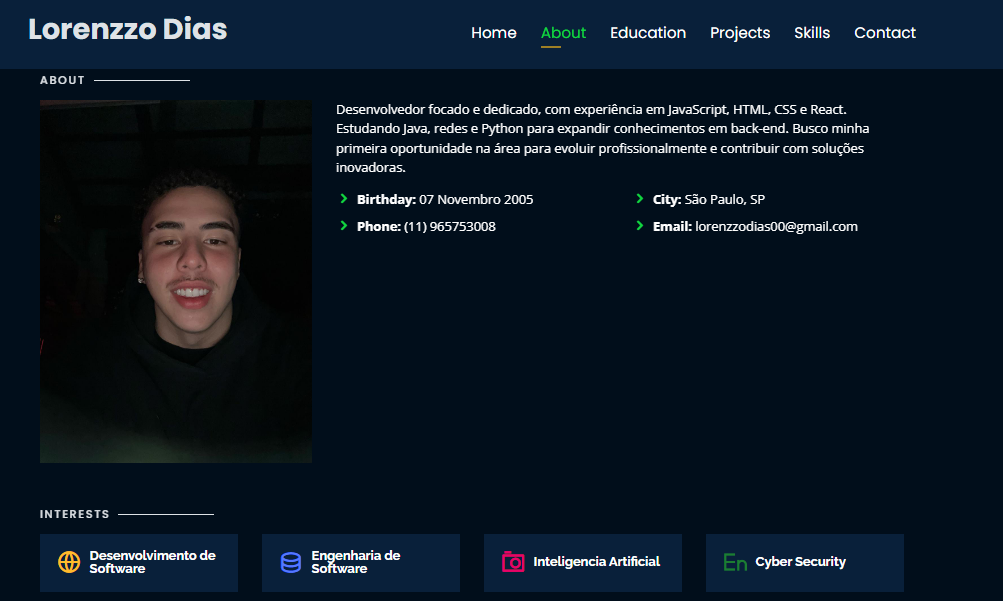 Lorenzzo Dias
Home About Education Projects Skills Contact
ABOUT
Desenvolvedor focado e dedicado, com experiência em JavaScript, HTML, CSS e React.
Estudando Java, redes e Python para expandir conhecimentos em back-end. Busco minha
primeira oportunidade na área para evoluir profissionalmente e contribuir com soluções
inovadoras.
Birthday: 07 Novembro 2005
City: São Paulo, SP
Phone: (11) 965753008
Email: lorenzzodias00@gmail.com
INTERESTS
Desenvolvimento de
Software
Engenharia de
Software
Inteligencia Artificial
En Cyber Security